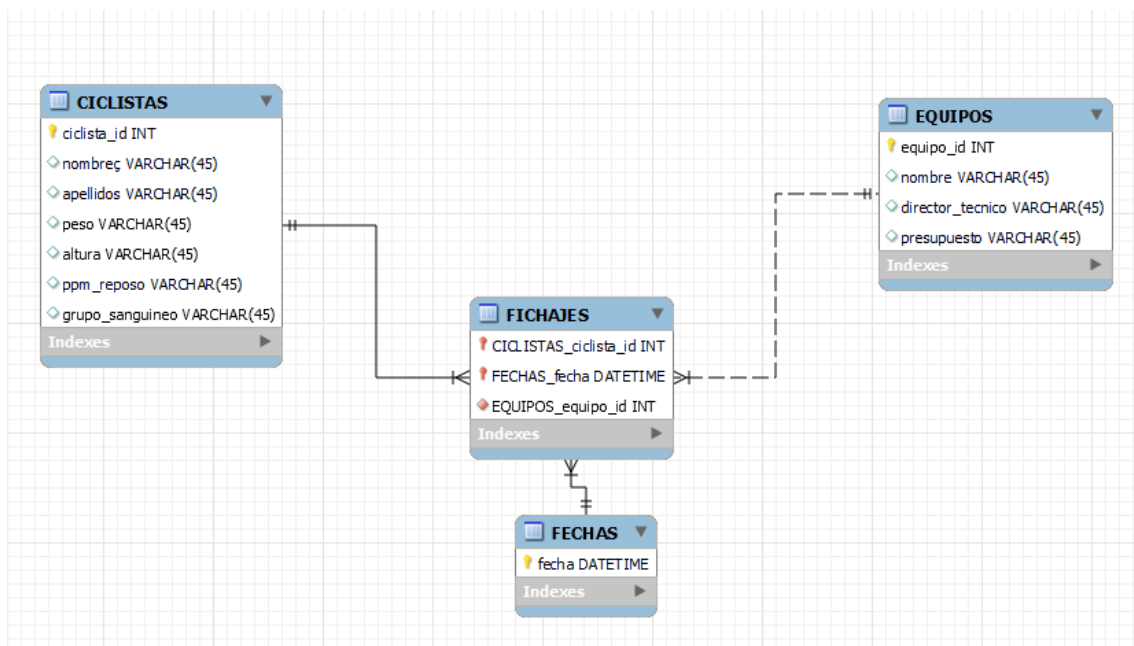 CICLISTAS
ciclista_id INT
nombreç VARCHAR(45)
apellidos VARCHAR(45)
peso VARCHAR(45)
altura VARCHAR(45)
ppm_reposo VARCHAR(45)
grupo_sanguineo VARCHAR(45)
Indexes
EQUIPOS
equipo_id INT
nombre VARCHAR(45)
director_tecnico VARCHAR(45)
presupuesto VARCHAR(45)
Indexes
FICHAJES
CICLISTAS_ciclista_id INT
FECHAS_fecha DATETIME
EQUIPOS_equipo_id INT
Indexes
FECHAS
fecha DATETIME
Indexes